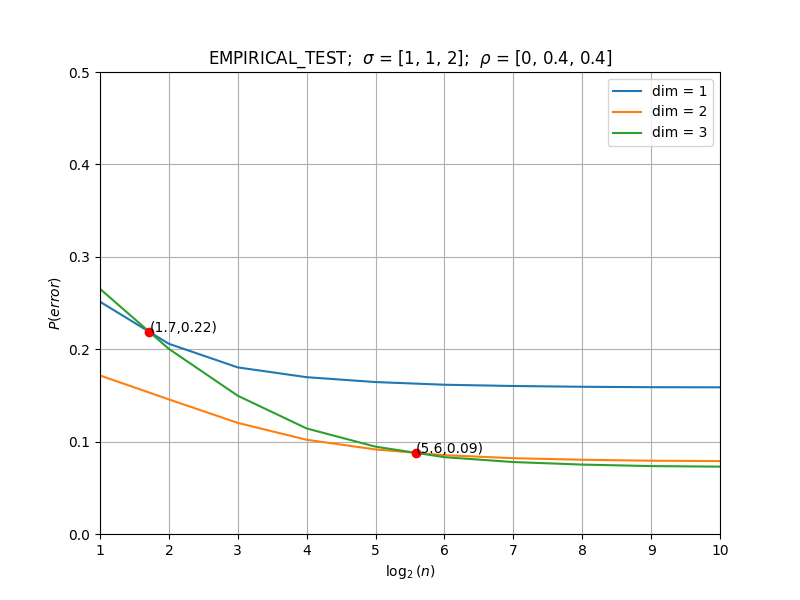 EMPIRICAL_TEST; σ = [1, 1, 2]; ρ = [0, 0.4, 0.4]
dim = 1
dim = 2
dim = 3
0.5
0.4
0.3
0.2
0.1
0.0
P(error)
(1.7,0.22)
(5.6,0.09)
1 2 3 4 5 6 7 8 9 10
log₂(n)